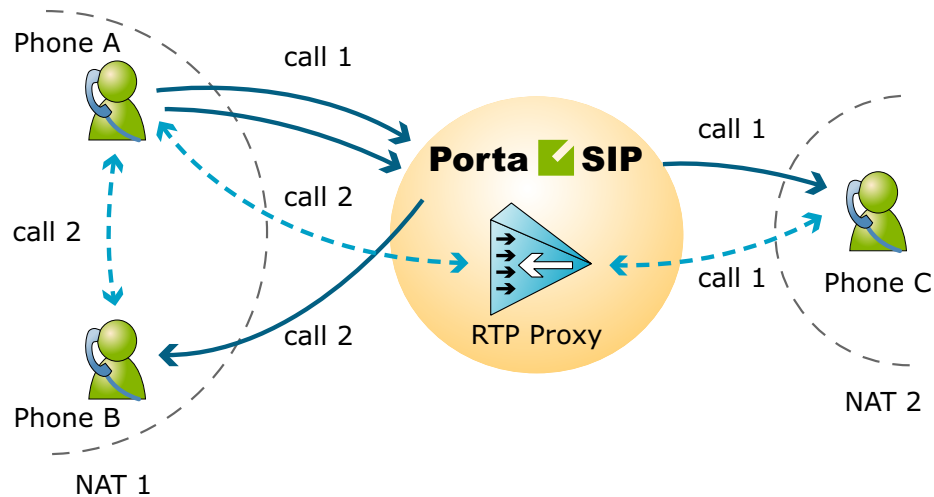 Phone A
call 1
call 1
Porta SIP
call 2
call 2
Phone C
call 1
RTP Proxy
call 2
Phone B
NAT 2
NAT 1